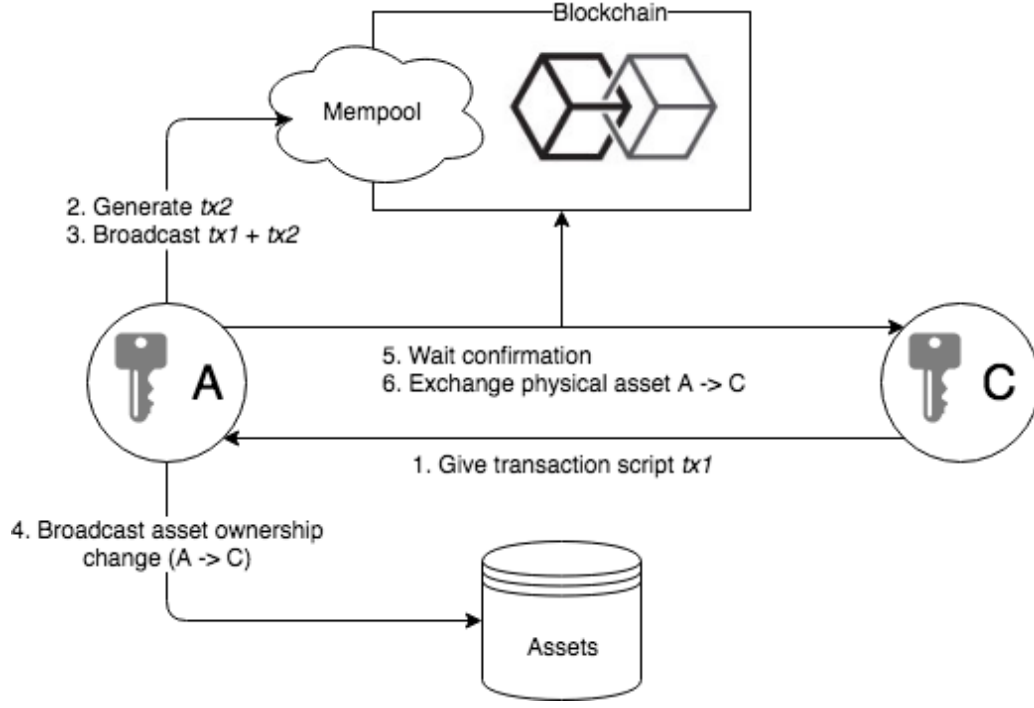 Blockchain
Mempool
2. Generate tx2
3. Broadcast tx1 + tx2
A
C
5. Wait confirmation
6. Exchange physical asset A -> C
1. Give transaction script tx1
4. Broadcast asset ownership
change (A -> C)
Assets